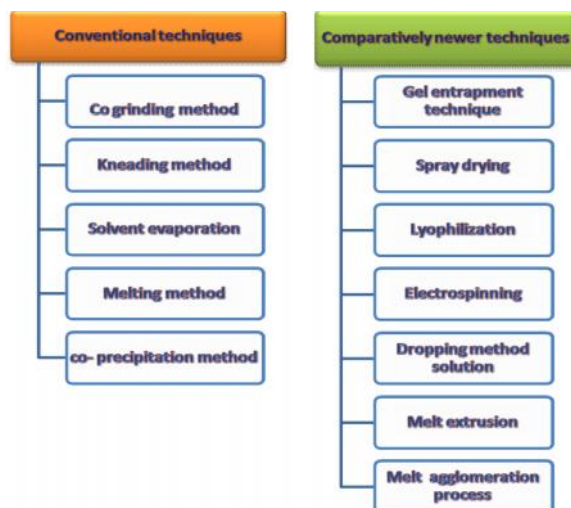 Conventional techniques
Co grinding method
Kneading method
Solvent evaporation
Melting method
co- precipitation method
Comparatively newer techniques
Gel entrapment
technique
Spray drying
Lyophilization
Electrospinning
Dropping method
solution
Melt extrusion
Melt agglomeration
process